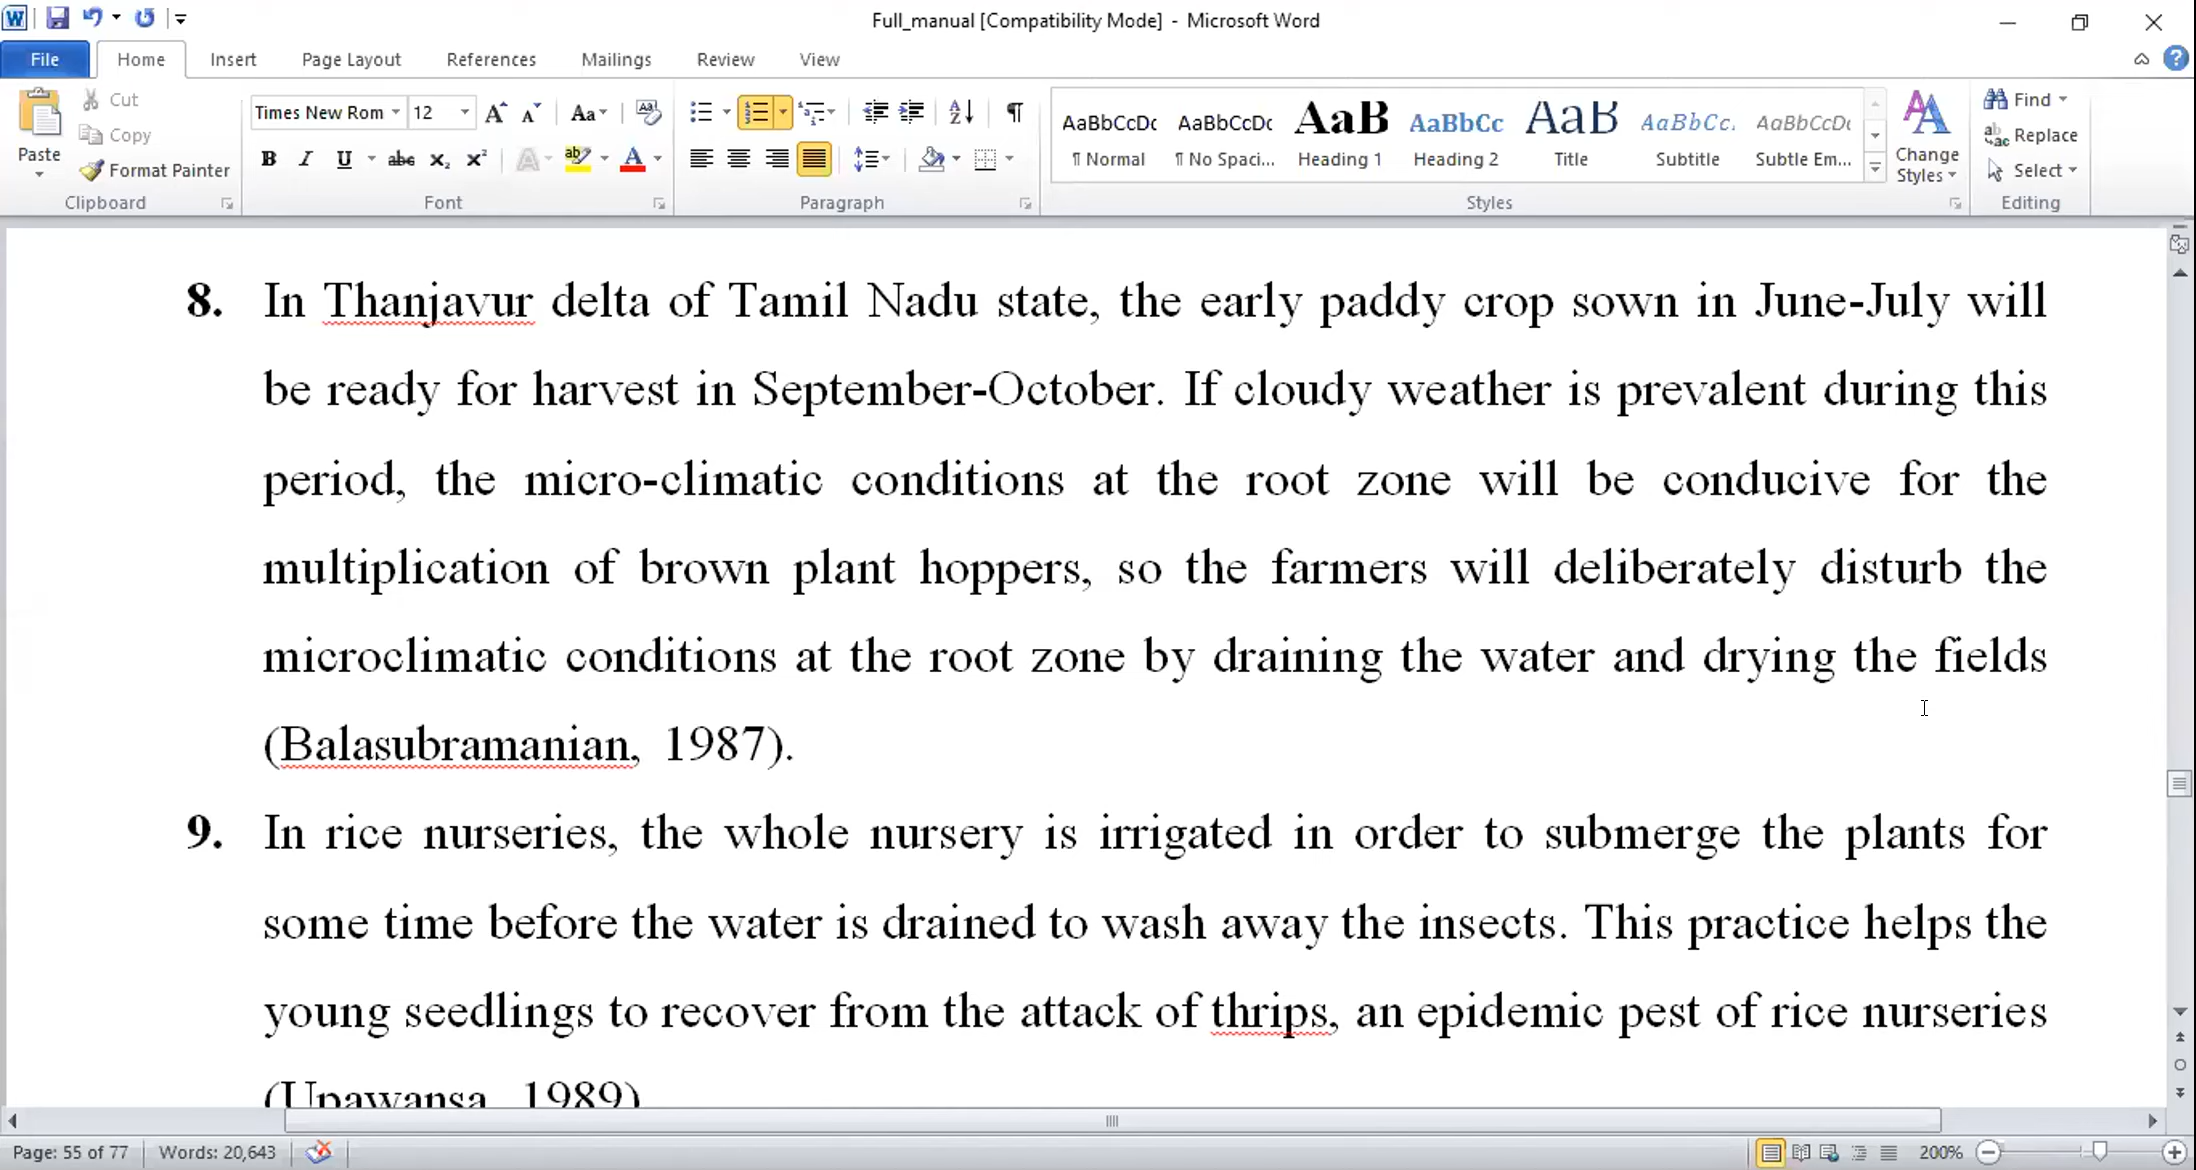 Full_manual [Compatibility Mode] - Microsoft Word
File Home Insert Page Layout References Mailings Review View
Paste
Cut
Copy
Format Painter
Clipboard
Times New Rom 12
Font
Paragraph
AaBbCcDc AaBbCcDc AaB AaBbCc AaB AaBbCc. AaBbCcDc
¶ Normal ¶ No Spaci... Heading 1 Heading 2 Title Subtitle Subtle Em...
Change
Styles
Styles
Find
Replace
Select
Editing
8. In Thanjavur delta of Tamil Nadu state, the early paddy crop sown in June-July will
be ready for harvest in September-October. If cloudy weather is prevalent during this
period, the micro-climatic conditions at the root zone will be conducive for the
multiplication of brown plant hoppers, so the farmers will deliberately disturb the
microclimatic conditions at the root zone by draining the water and drying the fields
(Balasubramanian, 1987).
9. In rice nurseries, the whole nursery is irrigated in order to submerge the plants for
some time before the water is drained to wash away the insects. This practice helps the
young seedlings to recover from the attack of thrips, an epidemic pest of rice nurseries
(Upawansa, 1989)
Page: 55 of 77 Words: 20,643 200%